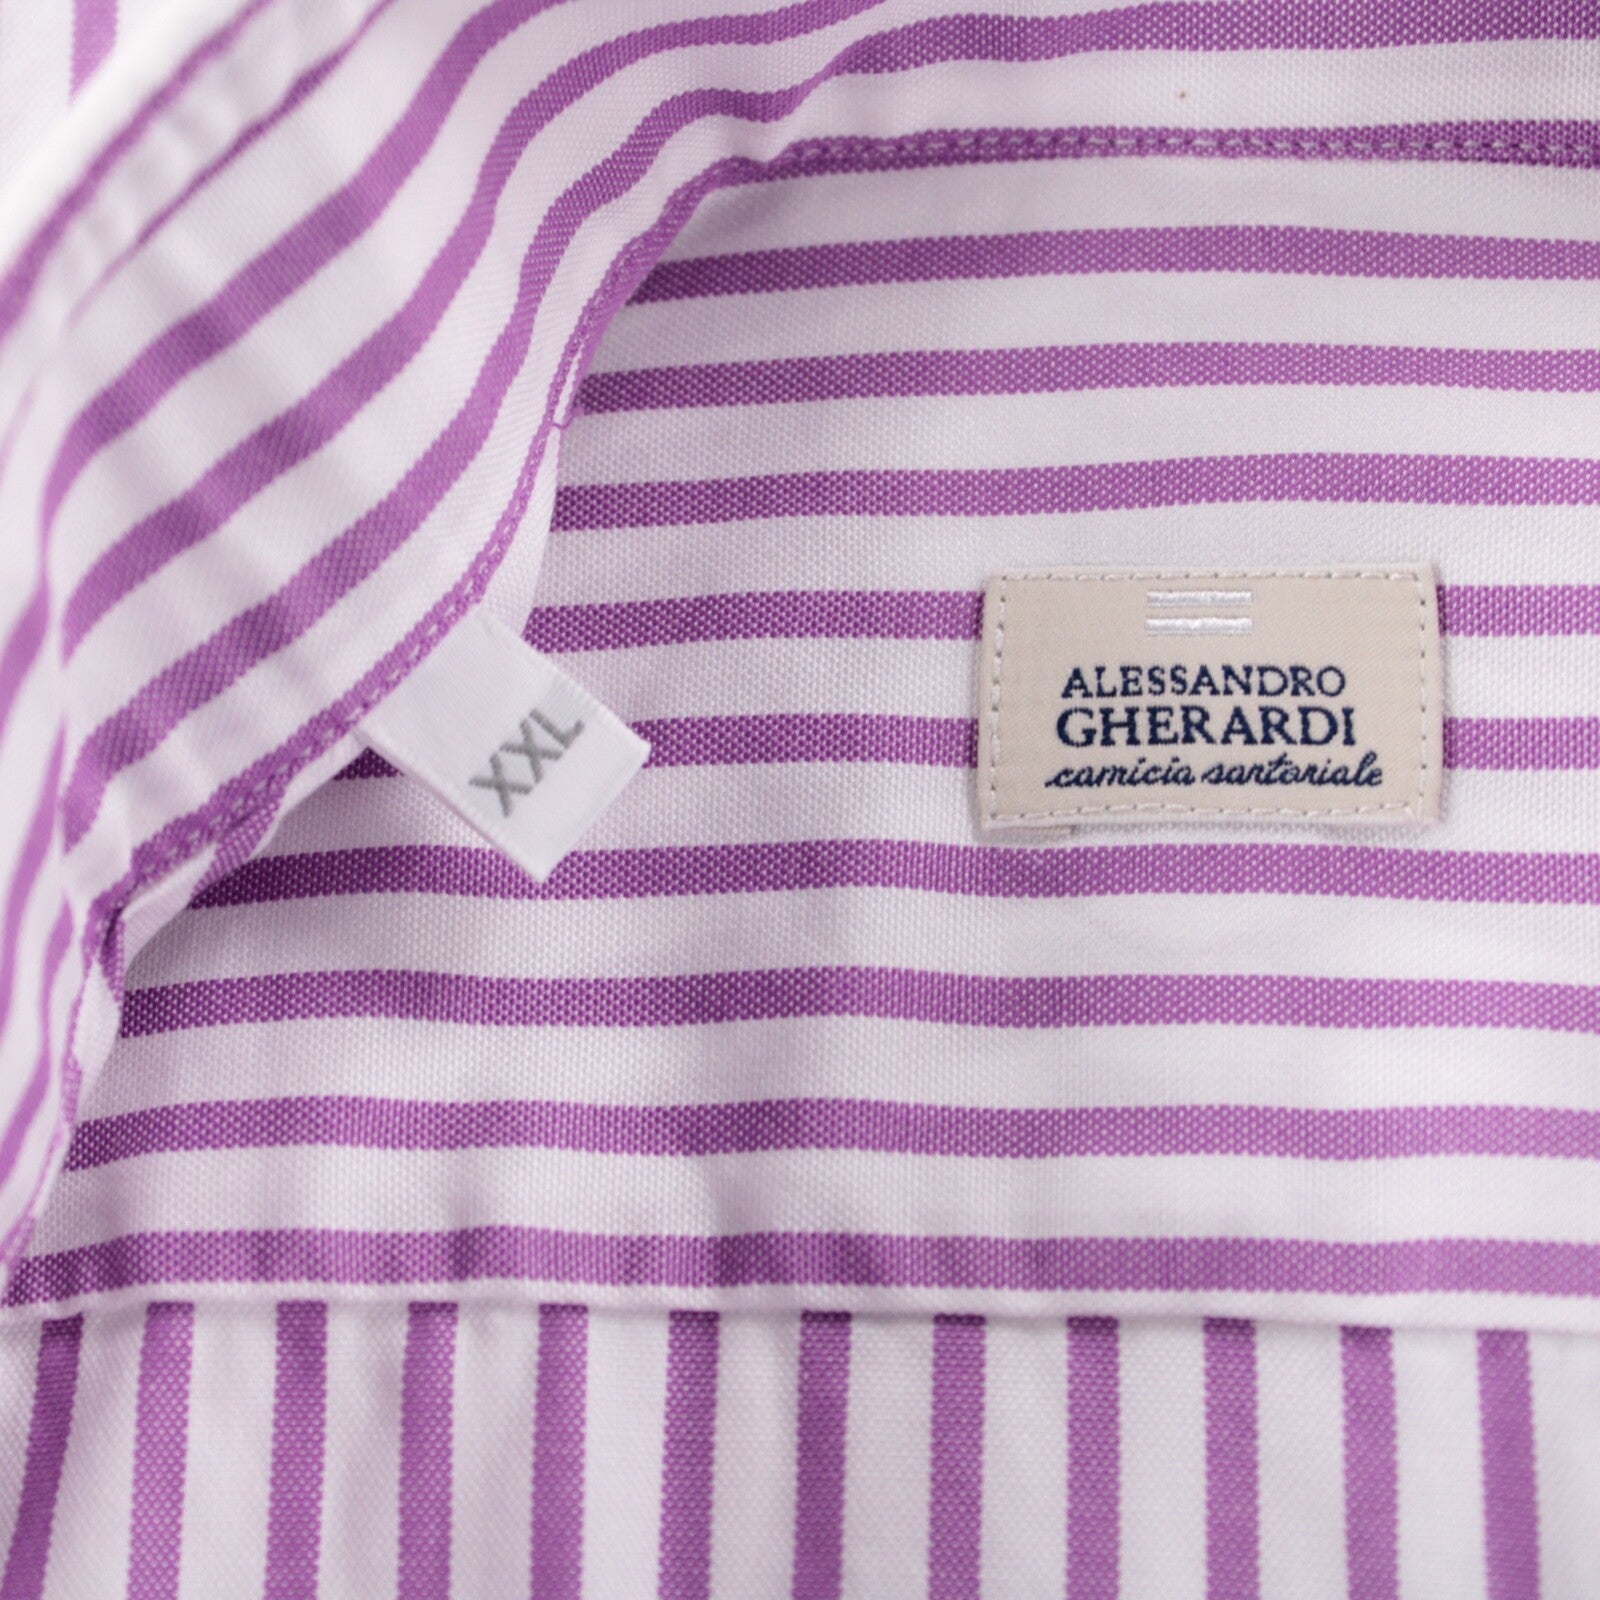 XXL
ALESSANDRO
GHERARDI
camicia sartoriale